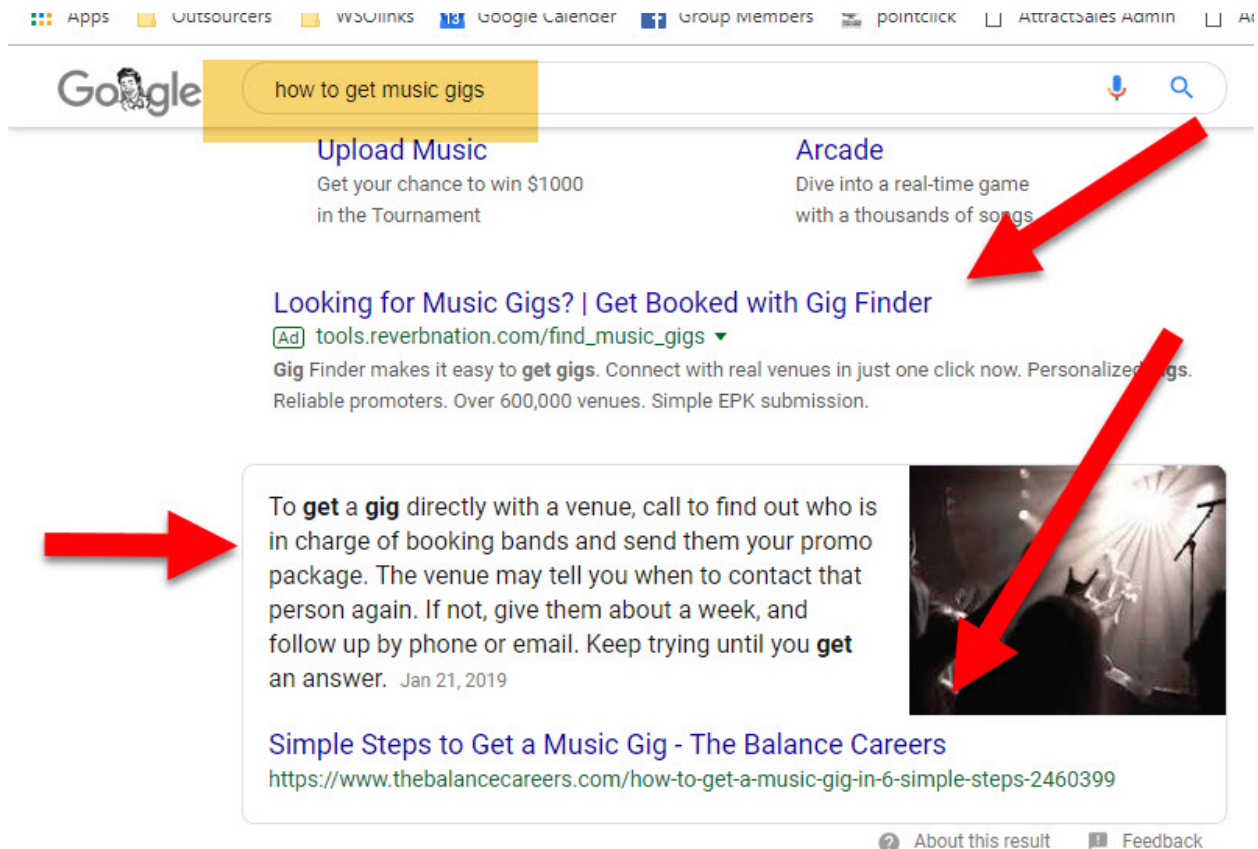 Apps Outsourcers WSOlinks 13 Google Calender Group Members pointclick AttractSales Admin
Google how to get music gigs
Upload Music Arcade
Get your chance to win $1000 Dive into a real-time game
in the Tournament with a thousands of songs
Looking for Music Gigs? | Get Booked with Gig Finder
Ad tools.reverbnation.com/find_music_gigs
Gig Finder makes it easy to get gigs. Connect with real venues in just one click now. Personalized gigs.
Reliable promoters. Over 600,000 venues. Simple EPK submission.
To get a gig directly with a venue, call to find out who is
in charge of booking bands and send them your promo
package. The venue may tell you when to contact that
person again. If not, give them about a week, and
follow up by phone or email. Keep trying until you get
an answer. Jan 21, 2019
Simple Steps to Get a Music Gig - The Balance Careers
https://www.thebalancecareers.com/how-to-get-a-music-gig-in-6-simple-steps-2460399
About this result Feedback